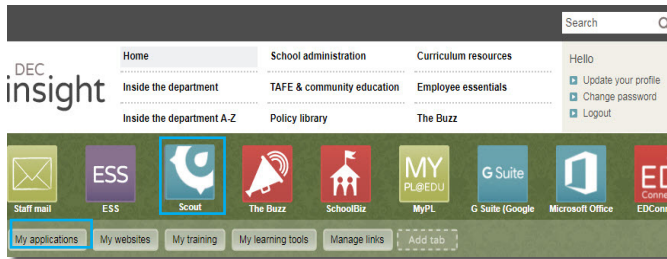 Search
Home School administration Curriculum resources Hello
DEC
insight
Update your profile
Inside the department TAFE & community education Employee essentials
Change password
Logout
Inside the department A-Z Policy library The Buzz
ESS MY PL@EDU G Suite ED
Conne
Staff mail ESS Scout The Buzz SchoolBiz MyPL G Suite (Google Microsoft Office EDConn
My applications My websites My training My learning tools Manage links Add tab